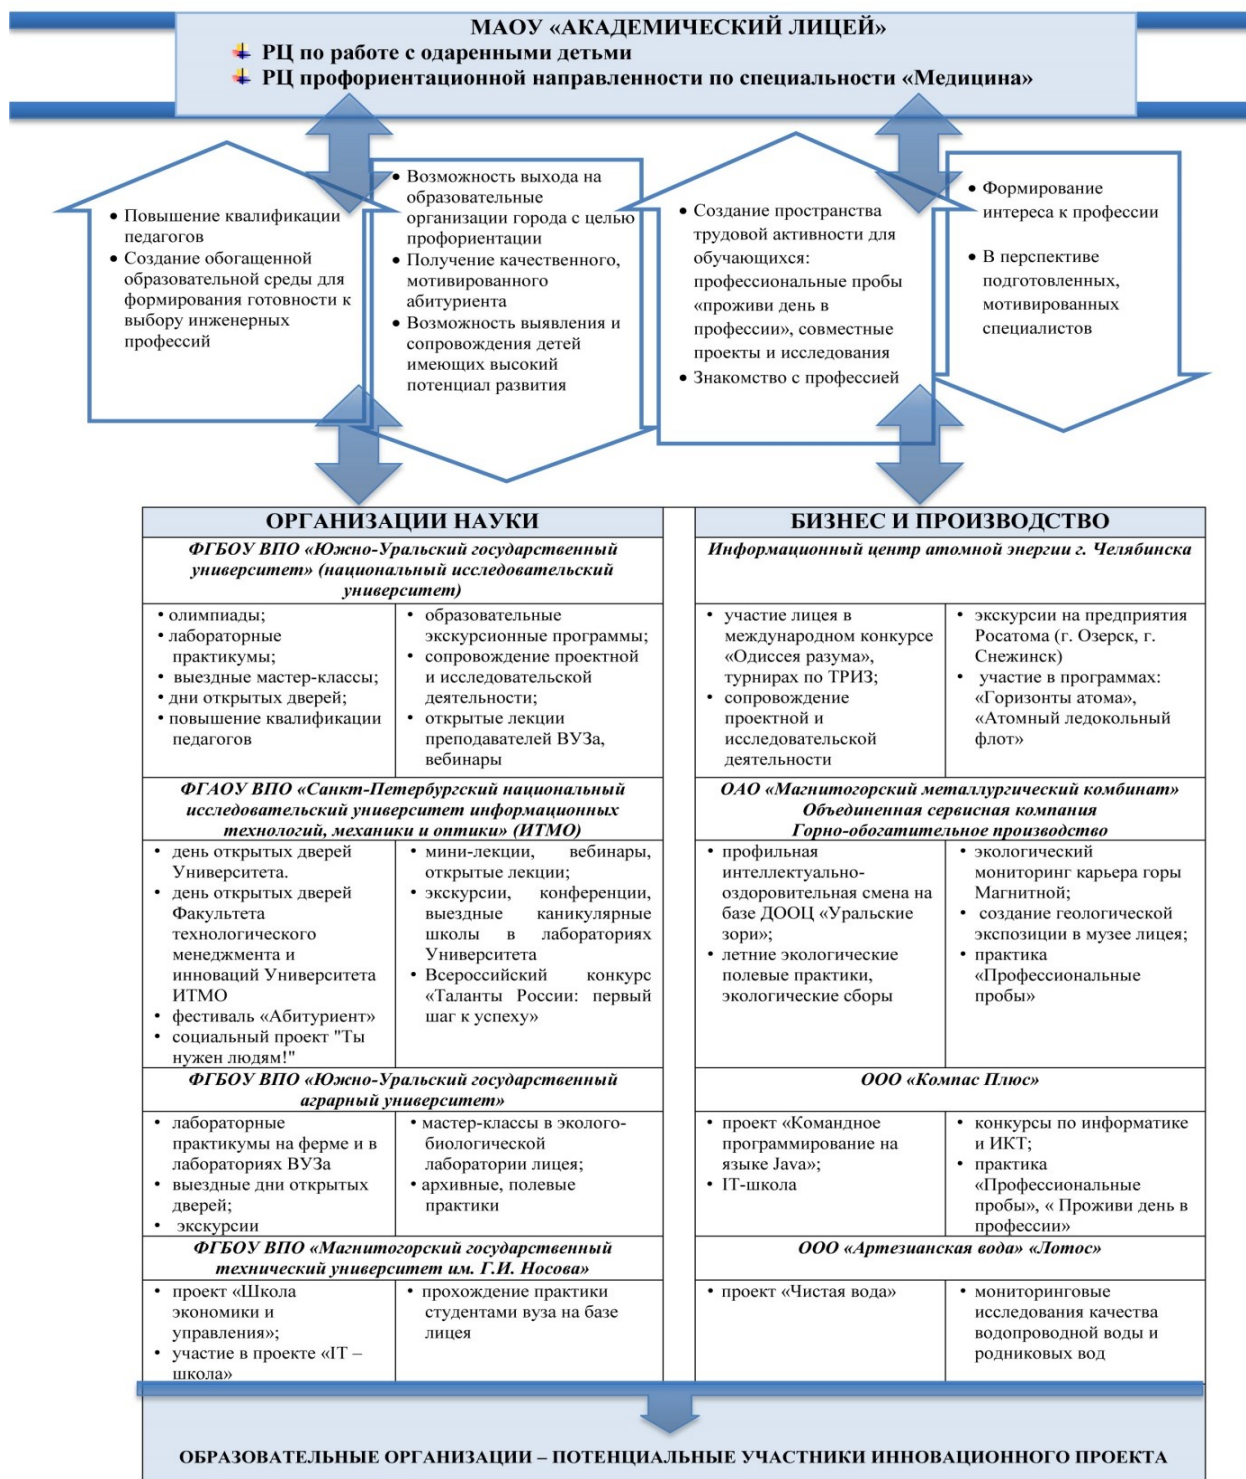 МАОУ «АКАДЕМИЧЕСКИЙ ЛИЦЕЙ»
РЦ по работе с одаренными детьми
РЦ профориентационной направленности по специальности «Медицина»
• Повышение квалификации
педагогов
• Создание обогащенной
образовательной среды для
формирования готовности к
выбору инженерных
профессий
• Возможность выхода на
образовательные
организации города с целью
профориентации
• Получение качественного,
мотивированного
абитуриента
• Возможность выявления и
сопровождения детей
имеющих высокий
потенциал развития
• Создание пространства
трудовой активности для
обучающихся:
профессиональные пробы
«проживи день в
профессии», совместные
проекты и исследования
• Знакомство с профессией
• Формирование
интереса к профессии
• В перспективе
подготовленных,
мотивированных
специалистов
ОРГАНИЗАЦИИ НАУКИ
ФГБОУ ВПО «Южно-Уральский государственный
университет» (национальный исследовательский
университет)
• олимпиады;
• лабораторные
практикумы;
• выездные мастер-классы;
• дни открытых дверей;
• повышение квалификации
педагогов
• образовательные
экскурсионные программы;
• сопровождение проектной
и исследовательской
деятельности;
• открытые лекции
преподавателей ВУЗа,
вебинары
ФГАОУ ВПО «Санкт-Петербургский национальный
исследовательский университет информационных
технологий, механики и оптики» (ИТМО)
• день открытых дверей
Университета.
• день открытых дверей
Факультета
технологического
менеджмента и
инноваций Университета
ИТМО
• фестиваль «Абитуриент»
• социальный проект "Ты
нужен людям!"
• мини-лекции, вебинары,
открытые лекции;
• экскурсии, конференции,
выездные каникулярные
школы в лабораториях
Университета
• Всероссийский конкурс
«Таланты России: первый
шаг к успеху»
ФГБОУ ВПО «Южно-Уральский государственный
аграрный университет»
• лабораторные
практикумы на ферме и в
лабораториях ВУЗа
• выездные дни открытых
дверей;
• экскурсии
• мастер-классы в эколого-
биологической
лаборатории лицея;
• архивные, полевые
практики
ФГБОУ ВПО «Магнитогорский государственный
технический университет им. Г.И. Носова»
• проект «Школа
экономики и
управления»;
• участие в проекте «IT –
школа»
• прохождение практики
студентами вуза на базе
лицея
БИЗНЕС И ПРОИЗВОДСТВО
Информационный центр атомной энергии г. Челябинска
• участие лицея в
международном конкурсе
«Одиссея разума»,
турнирах по ТРИЗ;
• сопровождение
проектной и
исследовательской
деятельности
• экскурсии на предприятия
Росатома (г. Озерск, г.
Снежинск)
• участие в программах:
«Горизонты атома»,
«Атомный ледокольный
флот»
ОАО «Магнитогорский металлургический комбинат»
Объединенная сервисная компания
Горно-обогатительное производство
• профильная
интеллектуально-
оздоровительная смена на
базе ДООЦ «Уральские
зори»;
• летние экологические
полевые практики,
экологические сборы
• экологический
мониторинг карьера горы
Магнитной;
• создание геологической
экспозиции в музее лицея;
• практика
«Профессиональные
пробы»
ООО «Компас Плюс»
• проект «Командное
программирование на
языке Java»;
• IT-школа
• конкурсы по информатике
и ИКТ;
• практика
«Профессиональные
пробы», « Проживи день в
профессии»
ООО «Артезианская вода» «Лотос»
• проект «Чистая вода»
• мониторинговые
исследования качества
водопроводной воды и
родниковых вод
ОБРАЗОВАТЕЛЬНЫЕ ОРГАНИЗАЦИИ – ПОТЕНЦИАЛЬНЫЕ УЧАСТНИКИ ИННОВАЦИОННОГО ПРОЕКТА